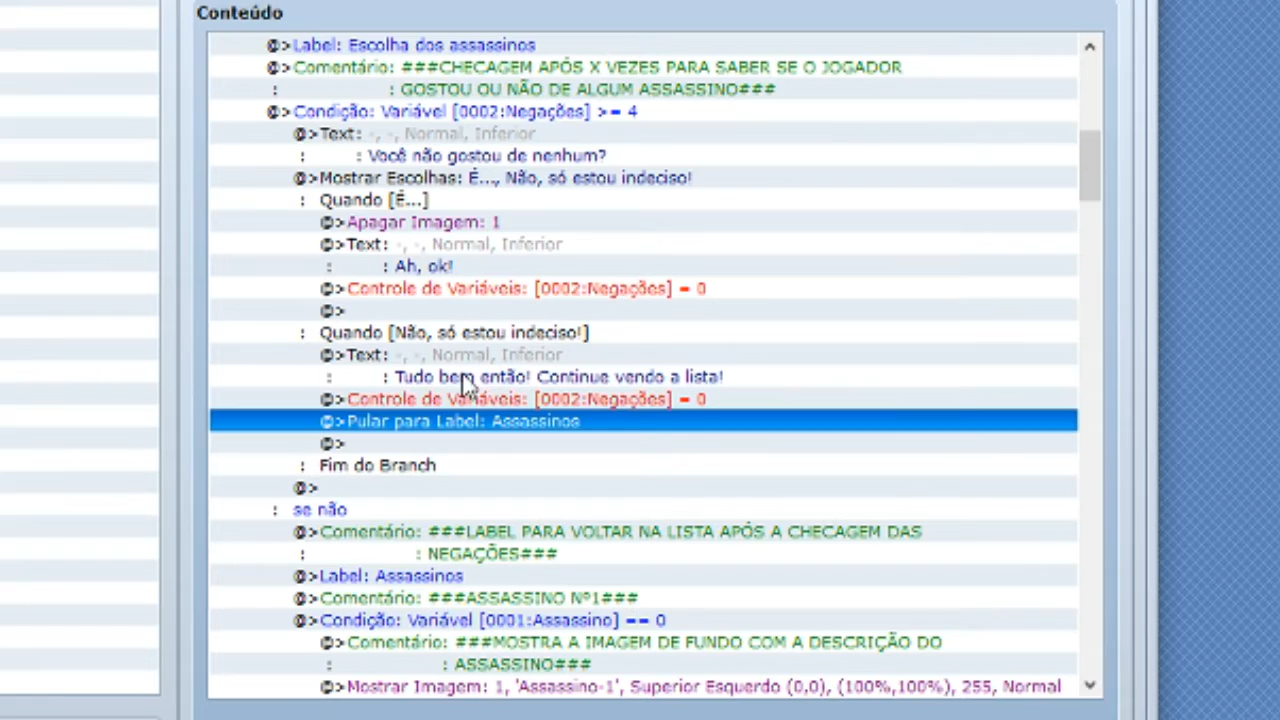 Conteúdo
@>Label: Escolha dos assassinos
@>Comentário: ###CHECAGEM APÓS X VEZES PARA SABER SE O JOGADOR
: : GOSTOU OU NÃO DE ALGUM ASSASSINO###
@>Condição: Variável [0002:Negações] >= 4
@>Text: -, -, Normal, Inferior
: : Você não gostou de nenhum?
@>Mostrar Escolhas: É..., Não, só estou indeciso!
: Quando [É...]
@>Apagar Imagem: 1
@>Text: -, -, Normal, Inferior
: : Ah, ok!
@>Controle de Variáveis: [0002:Negações] = 0
@>
: Quando [Não, só estou indeciso!]
@>Text: -, -, Normal, Inferior
: : Tudo bem então! Continue vendo a lista!
@>Controle de Variáveis: [0002:Negações] = 0
@>Pular para Label: Assassinos
@>
: Fim do Branch
@>
: se não
@>Comentário: ###LABEL PARA VOLTAR NA LISTA APÓS A CHECAGEM DAS
: : NEGAÇÕES###
@>Label: Assassinos
@>Comentário: ###ASSASSINO Nº1###
@>Condição: Variável [0001:Assassino] == 0
@>Comentário: ###MOSTRA A IMAGEM DE FUNDO COM A DESCRIÇÃO DO
: : ASSASSINO###
@>Mostrar Imagem: 1, 'Assassino-1', Superior Esquerdo (0,0), (100%,100%), 255, Normal